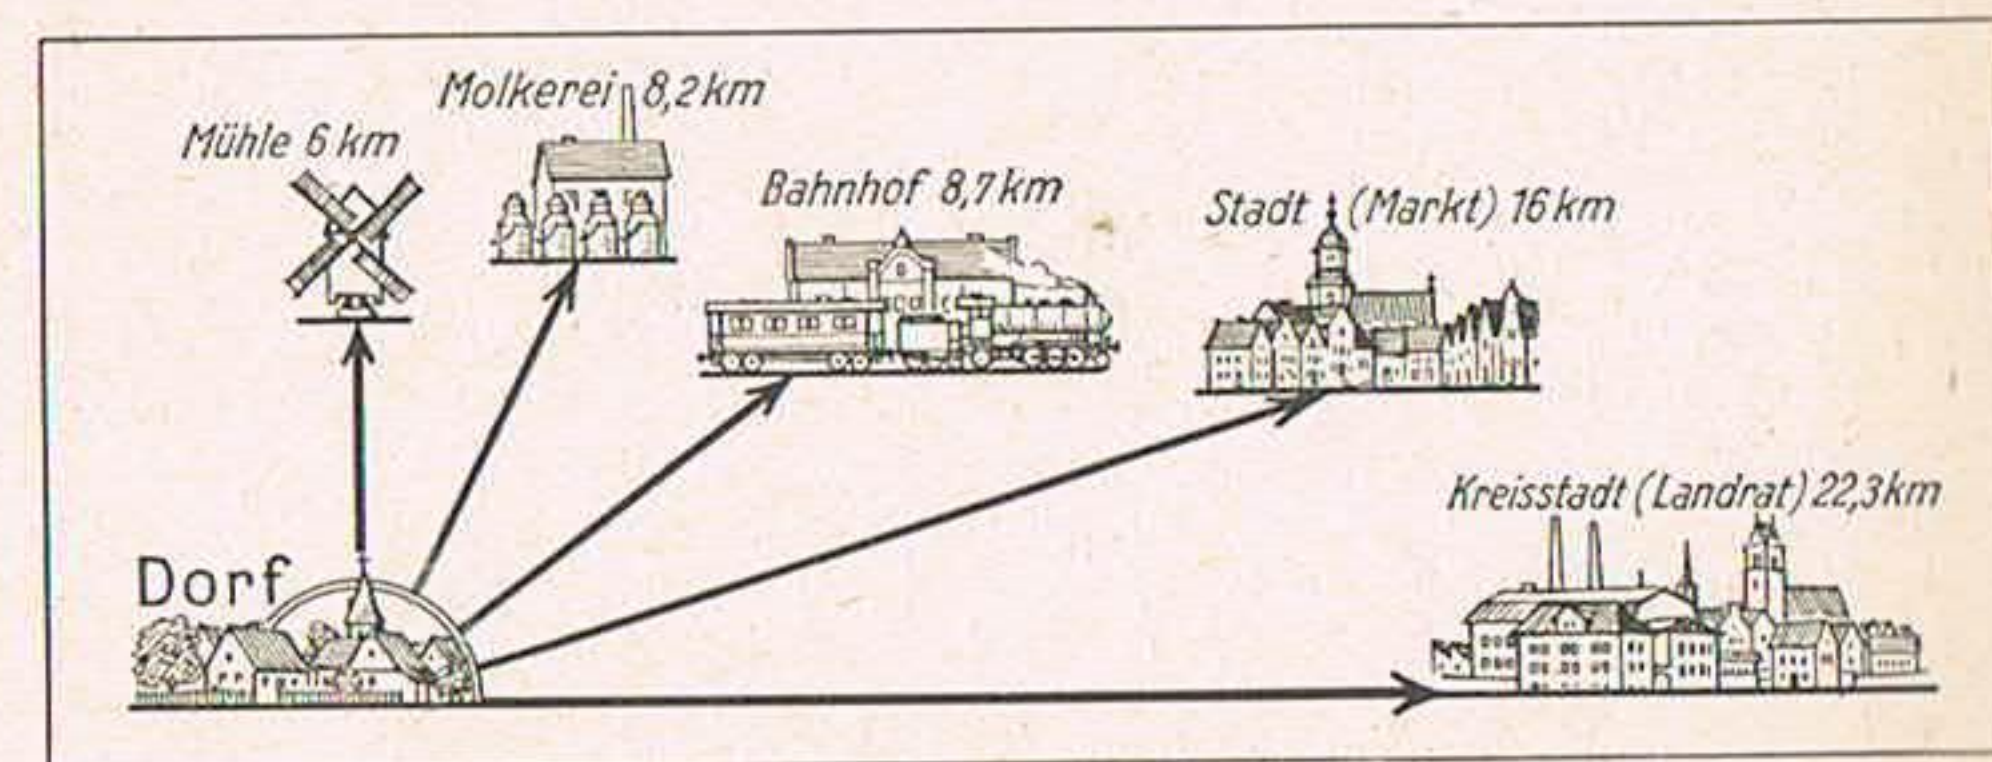 Molkerei 8,2 km
Mühle 6 km
Bahnhof 8,7 km
Stadt (Markt) 16 km
Kreisstadt (Landrat) 22,3 km
Dorf